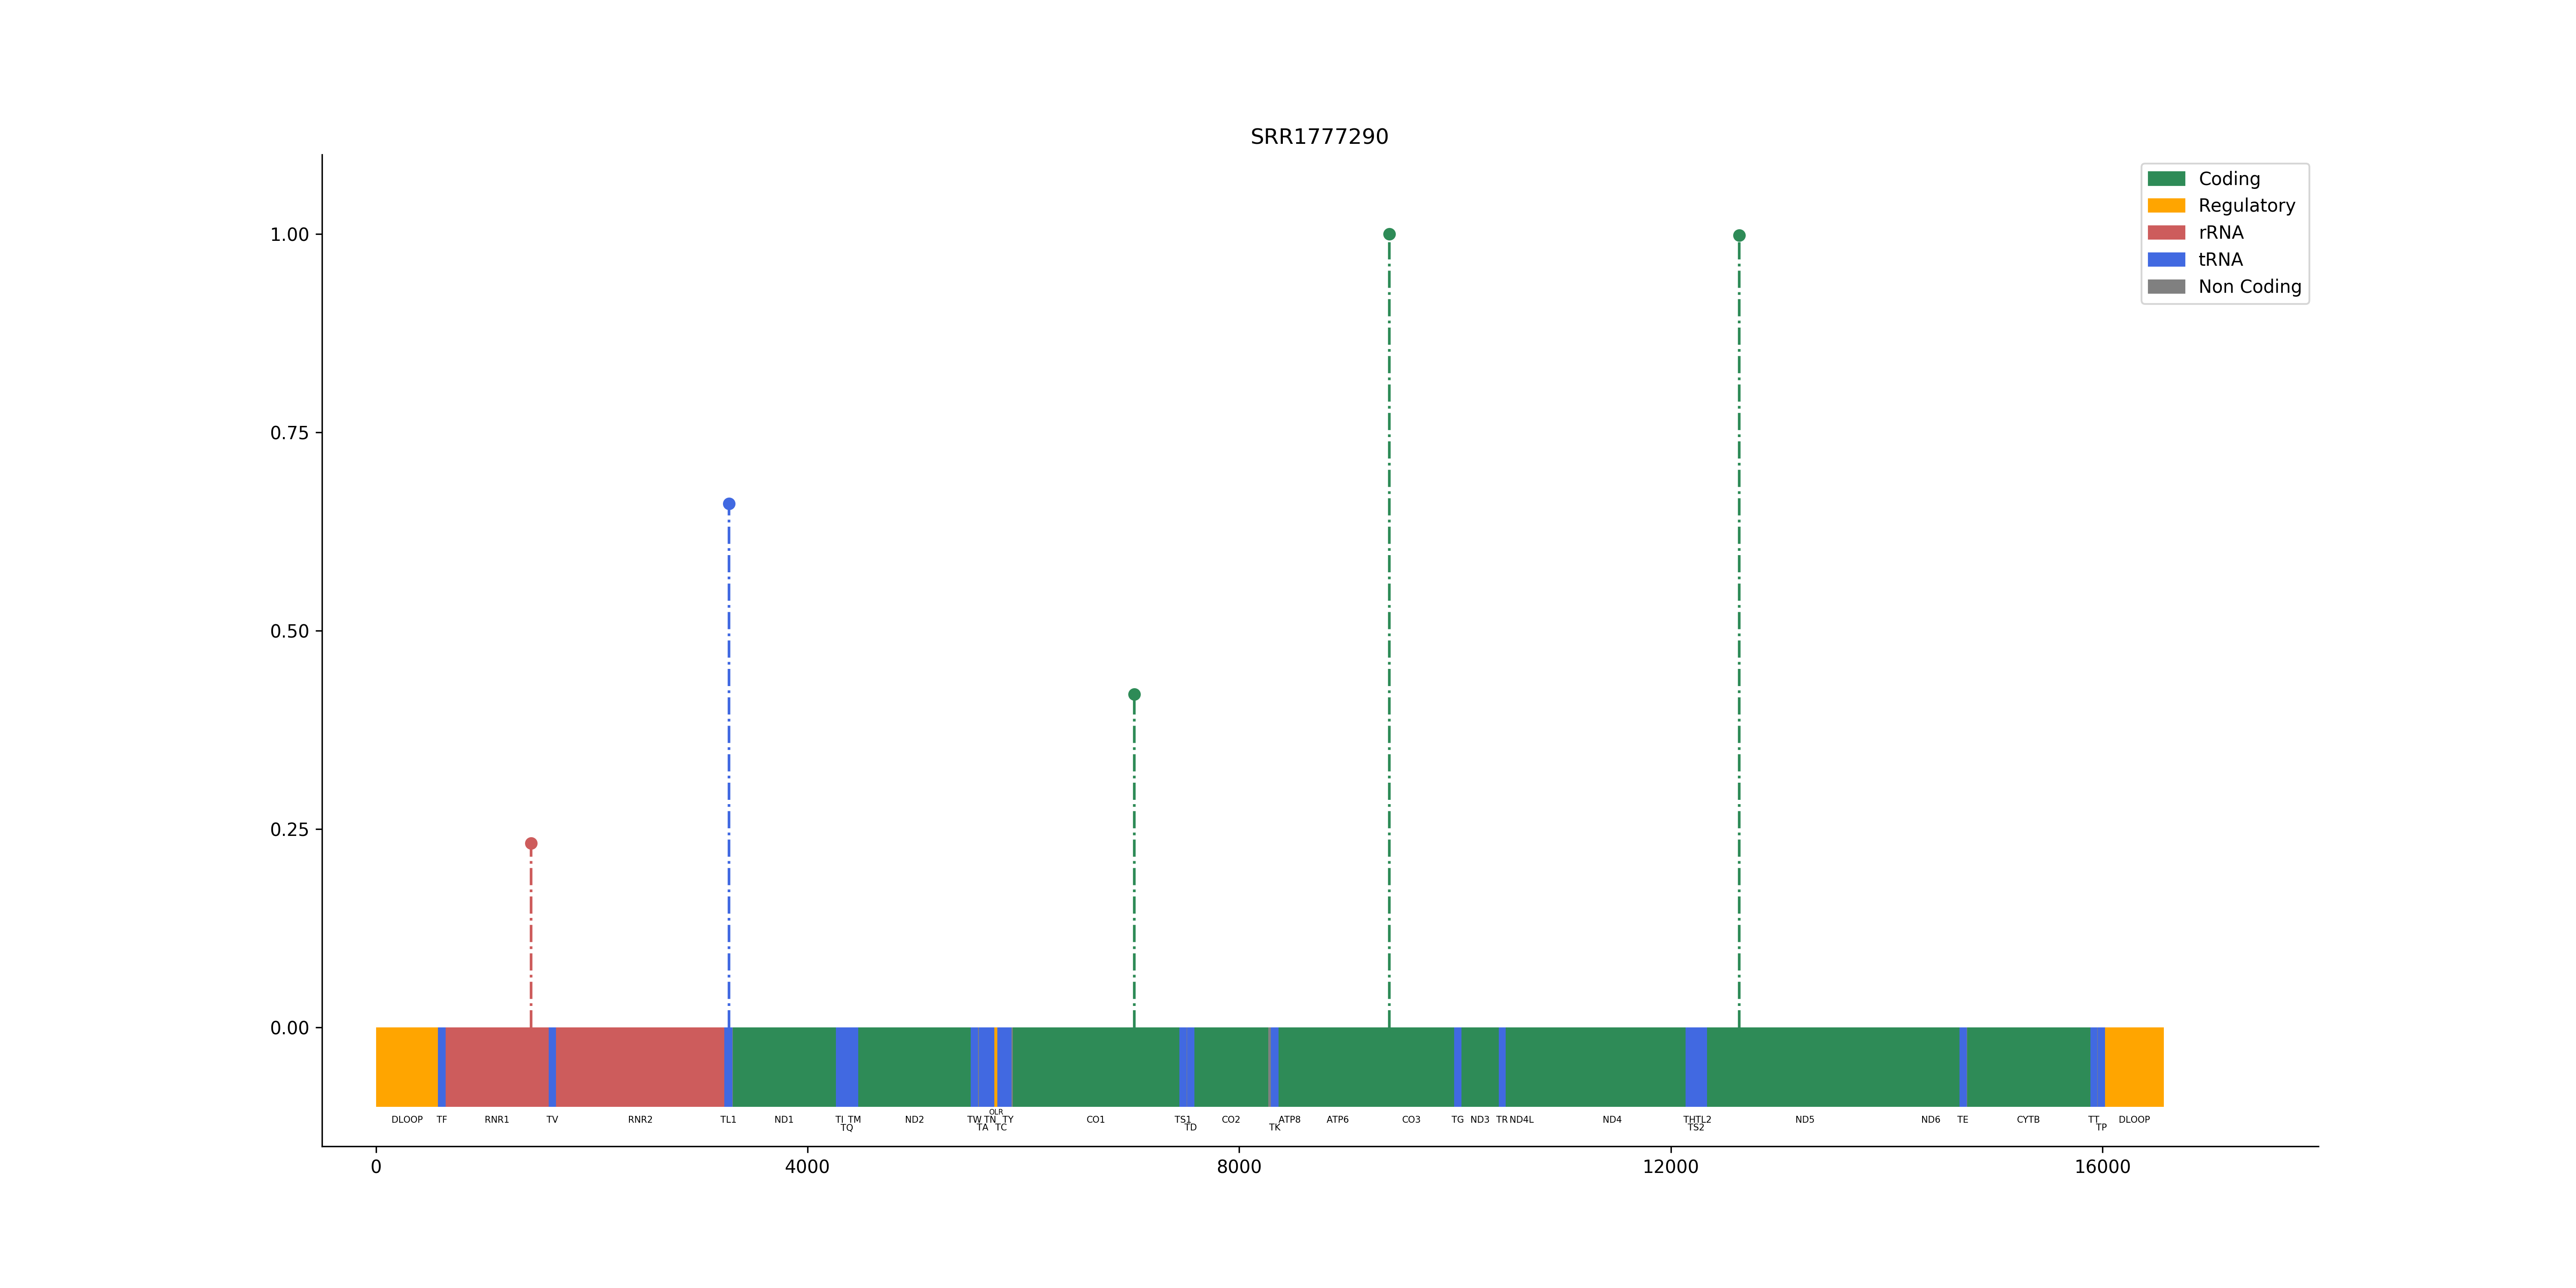 SRR1777290
Coding
Regulatory
rRNA
tRNA
Non Coding
1.00
0.75
0.50
0.25
0.00
OLR
DLOOP TF RNR1 TV RNR2 TL1 ND1 TI TM ND2 TW TN TY CO1 TS1 CO2 ATP8 ATP6 CO3 TG ND3 TR ND4L ND4 TH TL2 ND5 ND6 TE CYTB TT DLOOP
TQ TA TC TD TK TS2 TP
0 4000 8000 12000 16000